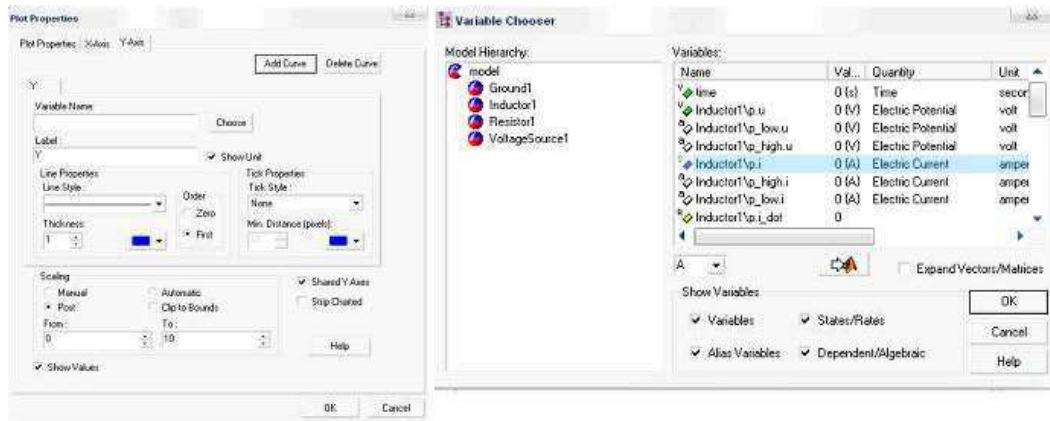 Plot Properties
Plot Properties X-Axis Y-Axis
Add Curve Delete Curve
Y
Variable Name:
Choose
Label:
Y Show Unit
Line Properties Tick Properties
Line Style: Order Tick Style:
Zero None
Thickness: First Min. Distance (pixels):
1
Scaling
Manual Automatic Shared Y Axes
Post Clip to Bounds Strip Charted
From: To:
0 10 Help
Show Values
OK Cancel
Variable Chooser
Model Hierarchy:
model
Ground1
Inductor1
Resistor1
VoltageSource1
Variables:
Name Val... Quantity Unit
time 0 {s} Time secor
Inductor1\p.u 0 {V} Electric Potential volt
Inductor1\p_low.u 0 {V} Electric Potential volt
Inductor1\p_high.u 0 {V} Electric Potential volt
Inductor1\p.i 0 {A} Electric Current amper
Inductor1\p_high.i 0 {A} Electric Current amper
Inductor1\p_low.i 0 {A} Electric Current amper
Inductor1\p.i_dot 0
A Expand Vectors/Matrices
Show Variables
Variables States/Rates
Alias Variables Dependent/Algebraic
OK
Cancel
Help